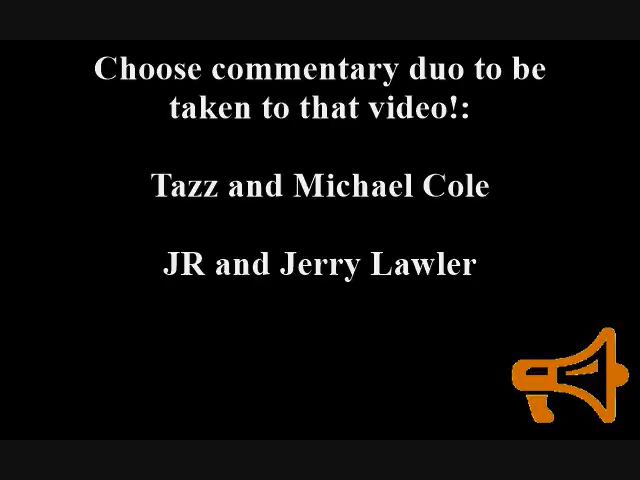 Choose commentary duo to be
taken to that video!:
Tazz and Michael Cole
JR and Jerry Lawler